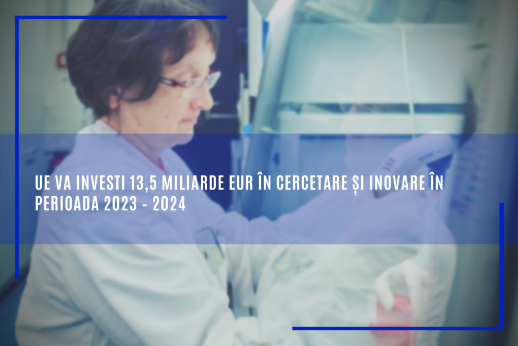 UE VA INVESTI 13,5 MILIARDE EUR ÎN CERCETARE ȘI INOVARE ÎN
PERIOADA 2023 - 2024